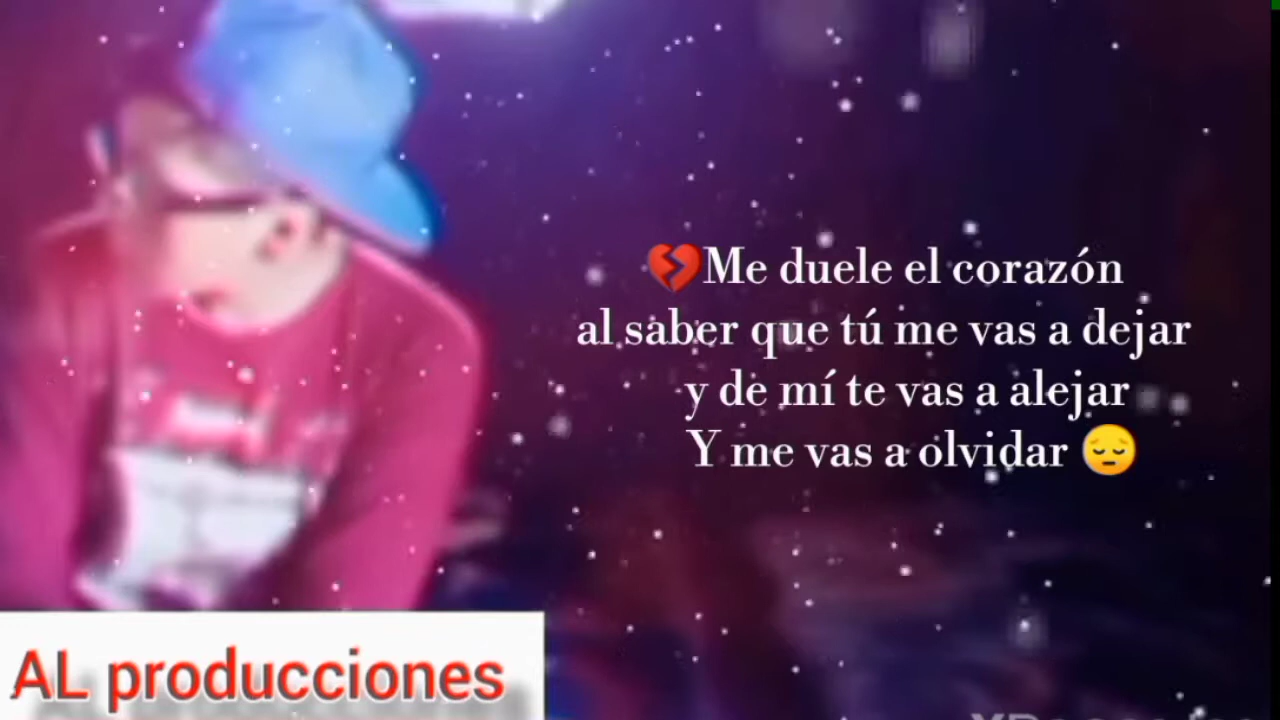 💔Me duele el corazón
al saber que tú me vas a dejar
y de mí te vas a alejar
Y me vas a olvidar 😔
AL producciones